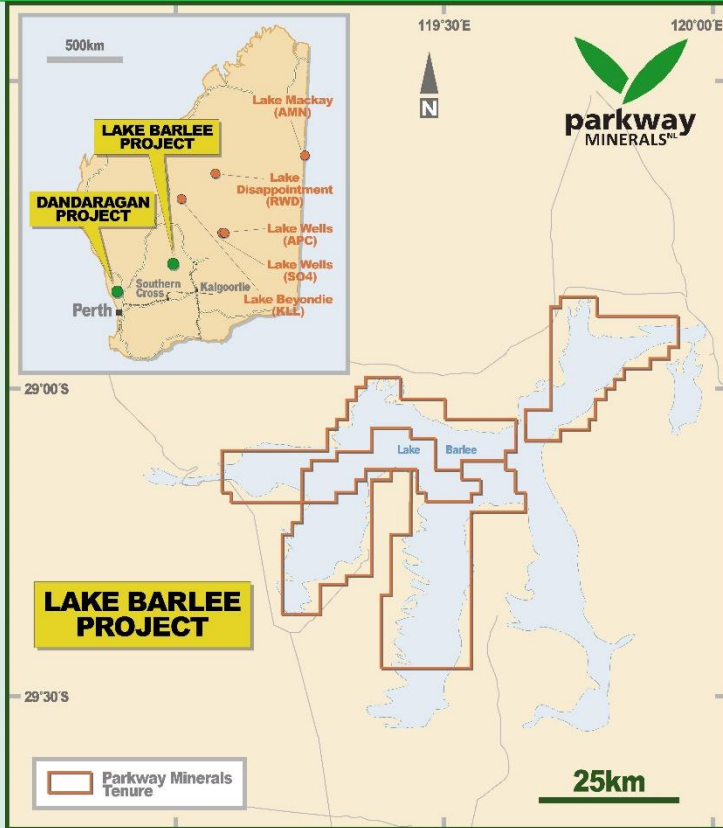 119°30'E
120°00'E
500km
N
parkway
MINERALS NL
Lake Mackay
(AMN)
LAKE BARLEE
PROJECT
Lake
Disappointment
(RWD)
DANDARAGAN
PROJECT
Lake Wells
(APC)
Lake Wells
(SO4)
Southern
Cross
Kalgoorlie
Lake Beyondie
(KLL)
Perth
29°00'S
Lake Barlee
LAKE BARLEE
PROJECT
29°30'S
Parkway Minerals
Tenure
25km